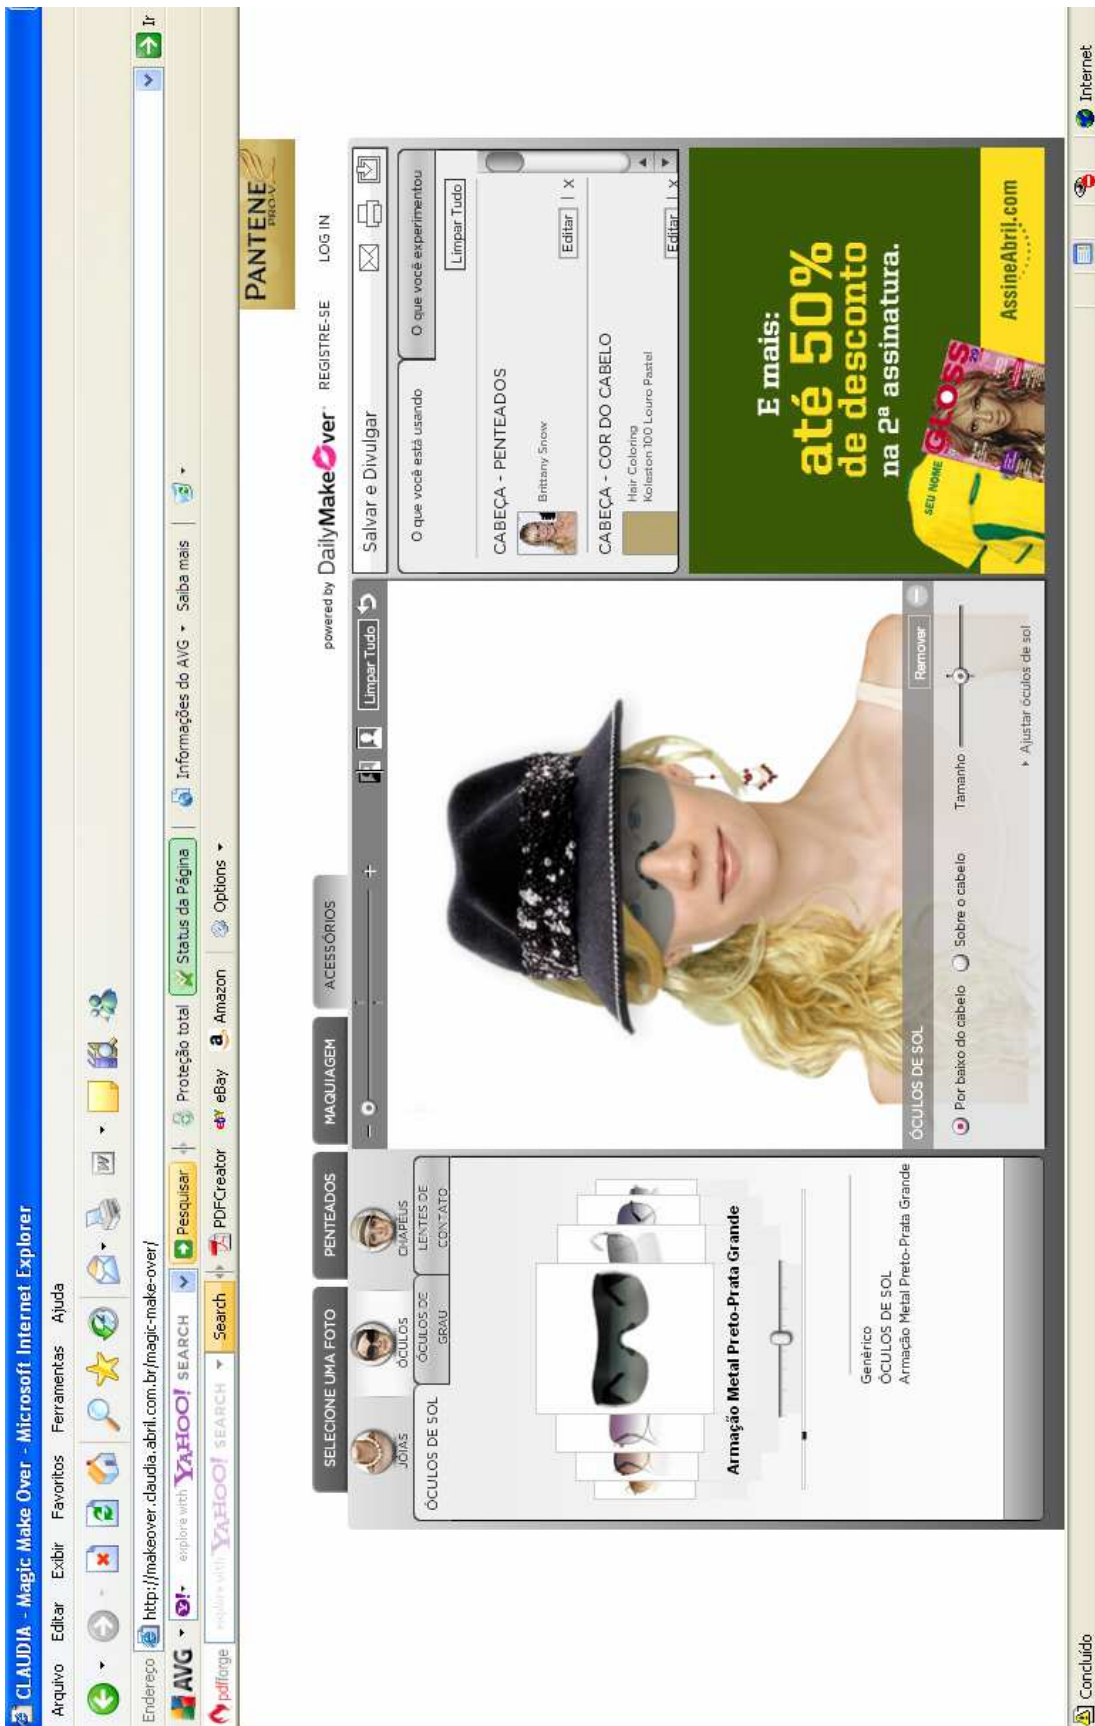 CLAUDIA - Magic Make Over - Microsoft Internet Explorer
Arquivo Editar Exibir Favoritos Ferramentas Ajuda
Endereço http://makeover.claudia.abril.com.br/magic-make-over/ Ir
AVG explore with YAHOO! SEARCH Pesquisar Proteção total Status da Página Informações do AVG Saiba mais
pdfforge explore with YAHOO! SEARCH Search PDFCreator eBay Amazon Options
PANTENE
PRO-V
powered by DailyMakeOver REGISTRE-SE LOG IN
SELECIONE UMA FOTO PENTEADOS MAQUIAGEM ACESSÓRIOS
JÓIAS ÓCULOS CHAPÉUS
ÓCULOS DE SOL
ÓCULOS DE GRAU
LENTES DE CONTATO
Armação Metal Preto-Prata Grande
Genérico
ÓCULOS DE SOL
Armação Metal Preto-Prata Grande
Limpar Tudo
ÓCULOS DE SOL Remover
Por baixo do cabelo Sobre o cabelo Tamanho
Ajustar óculos de sol
Salvar e Divulgar
O que você está usando O que você experimentou
Limpar Tudo
CABEÇA - PENTEADOS
Brittany Snow
Editar | X
CABEÇA - COR DO CABELO
Hair Coloring
Koleston 100 Louro Pastel
Editar | X
E mais:
até 50%
de desconto
na 2ª assinatura.
SEU NOME
GLOSS
AssineAbril.com
Concluído Internet